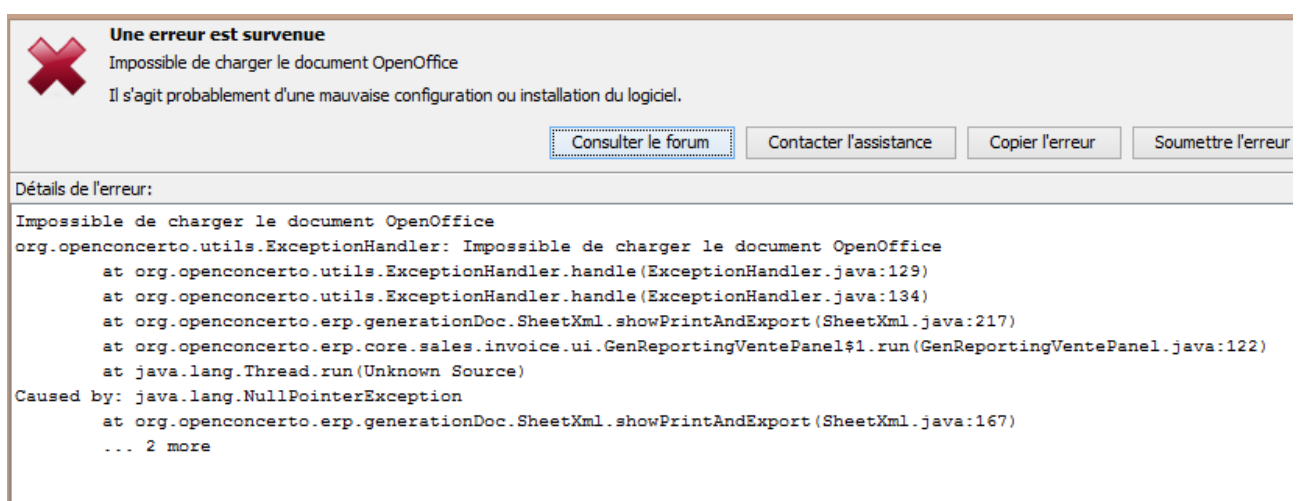 Une erreur est survenue
Impossible de charger le document OpenOffice
Il s'agit probablement d'une mauvaise configuration ou installation du logiciel.
Consulter le forum Contacter l'assistance Copier l'erreur Soumettre l'erreur
Détails de l'erreur:
Impossible de charger le document OpenOffice
org.openconcerto.utils.ExceptionHandler: Impossible de charger le document OpenOffice
at org.openconcerto.utils.ExceptionHandler.handle(ExceptionHandler.java:129)
at org.openconcerto.utils.ExceptionHandler.handle(ExceptionHandler.java:134)
at org.openconcerto.erp.generationDoc.SheetXml.showPrintAndExport(SheetXml.java:217)
at org.openconcerto.erp.core.sales.invoice.ui.GenReportingVentePanel$1.run(GenReportingVentePanel.java:122)
at java.lang.Thread.run(Unknown Source)
Caused by: java.lang.NullPointerException
at org.openconcerto.erp.generationDoc.SheetXml.showPrintAndExport(SheetXml.java:167)
... 2 more